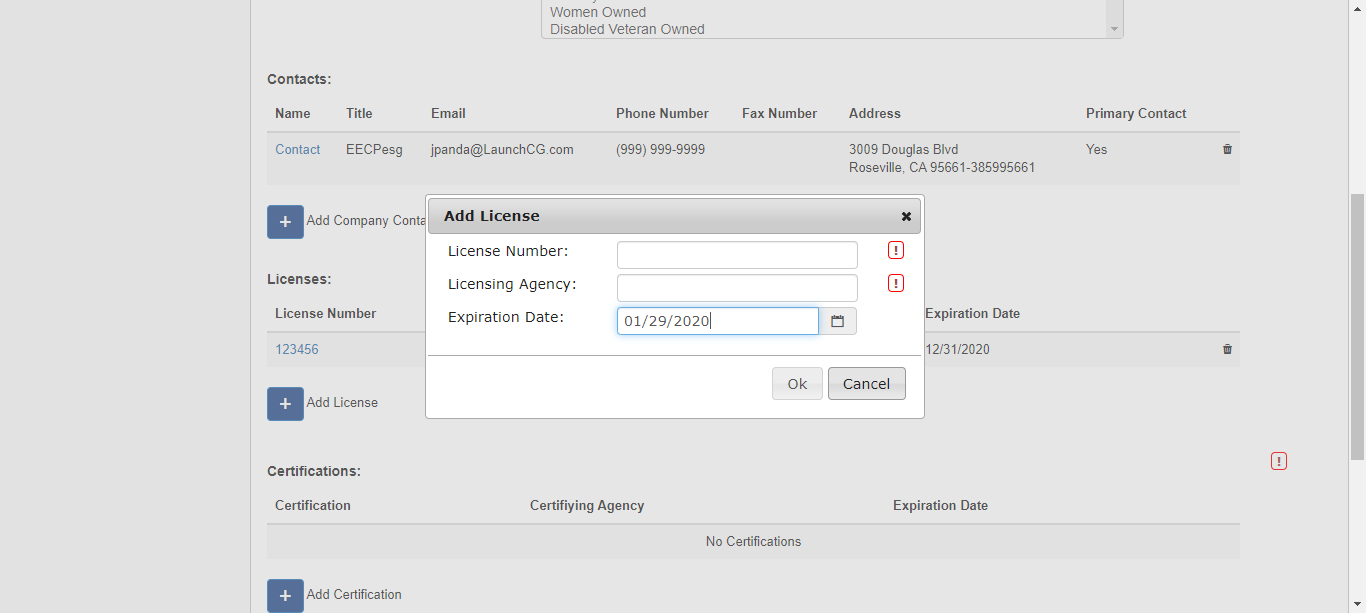 Women Owned
Disabled Veteran Owned
Contacts:
Name Title Email Phone Number Fax Number Address Primary Contact
Contact EECPesg jpanda@LaunchCG.com (999) 999-9999 3009 Douglas Blvd Yes
Roseville, CA 95661-385995661
+ Add Company Conta
Add License
License Number: !
Licensing Agency: !
Expiration Date: 01/29/2020
Ok Cancel
Licenses:
License Number Expiration Date
123456 12/31/2020
+ Add License
!
Certifications:
Certification Certifiying Agency Expiration Date
No Certifications
+ Add Certification